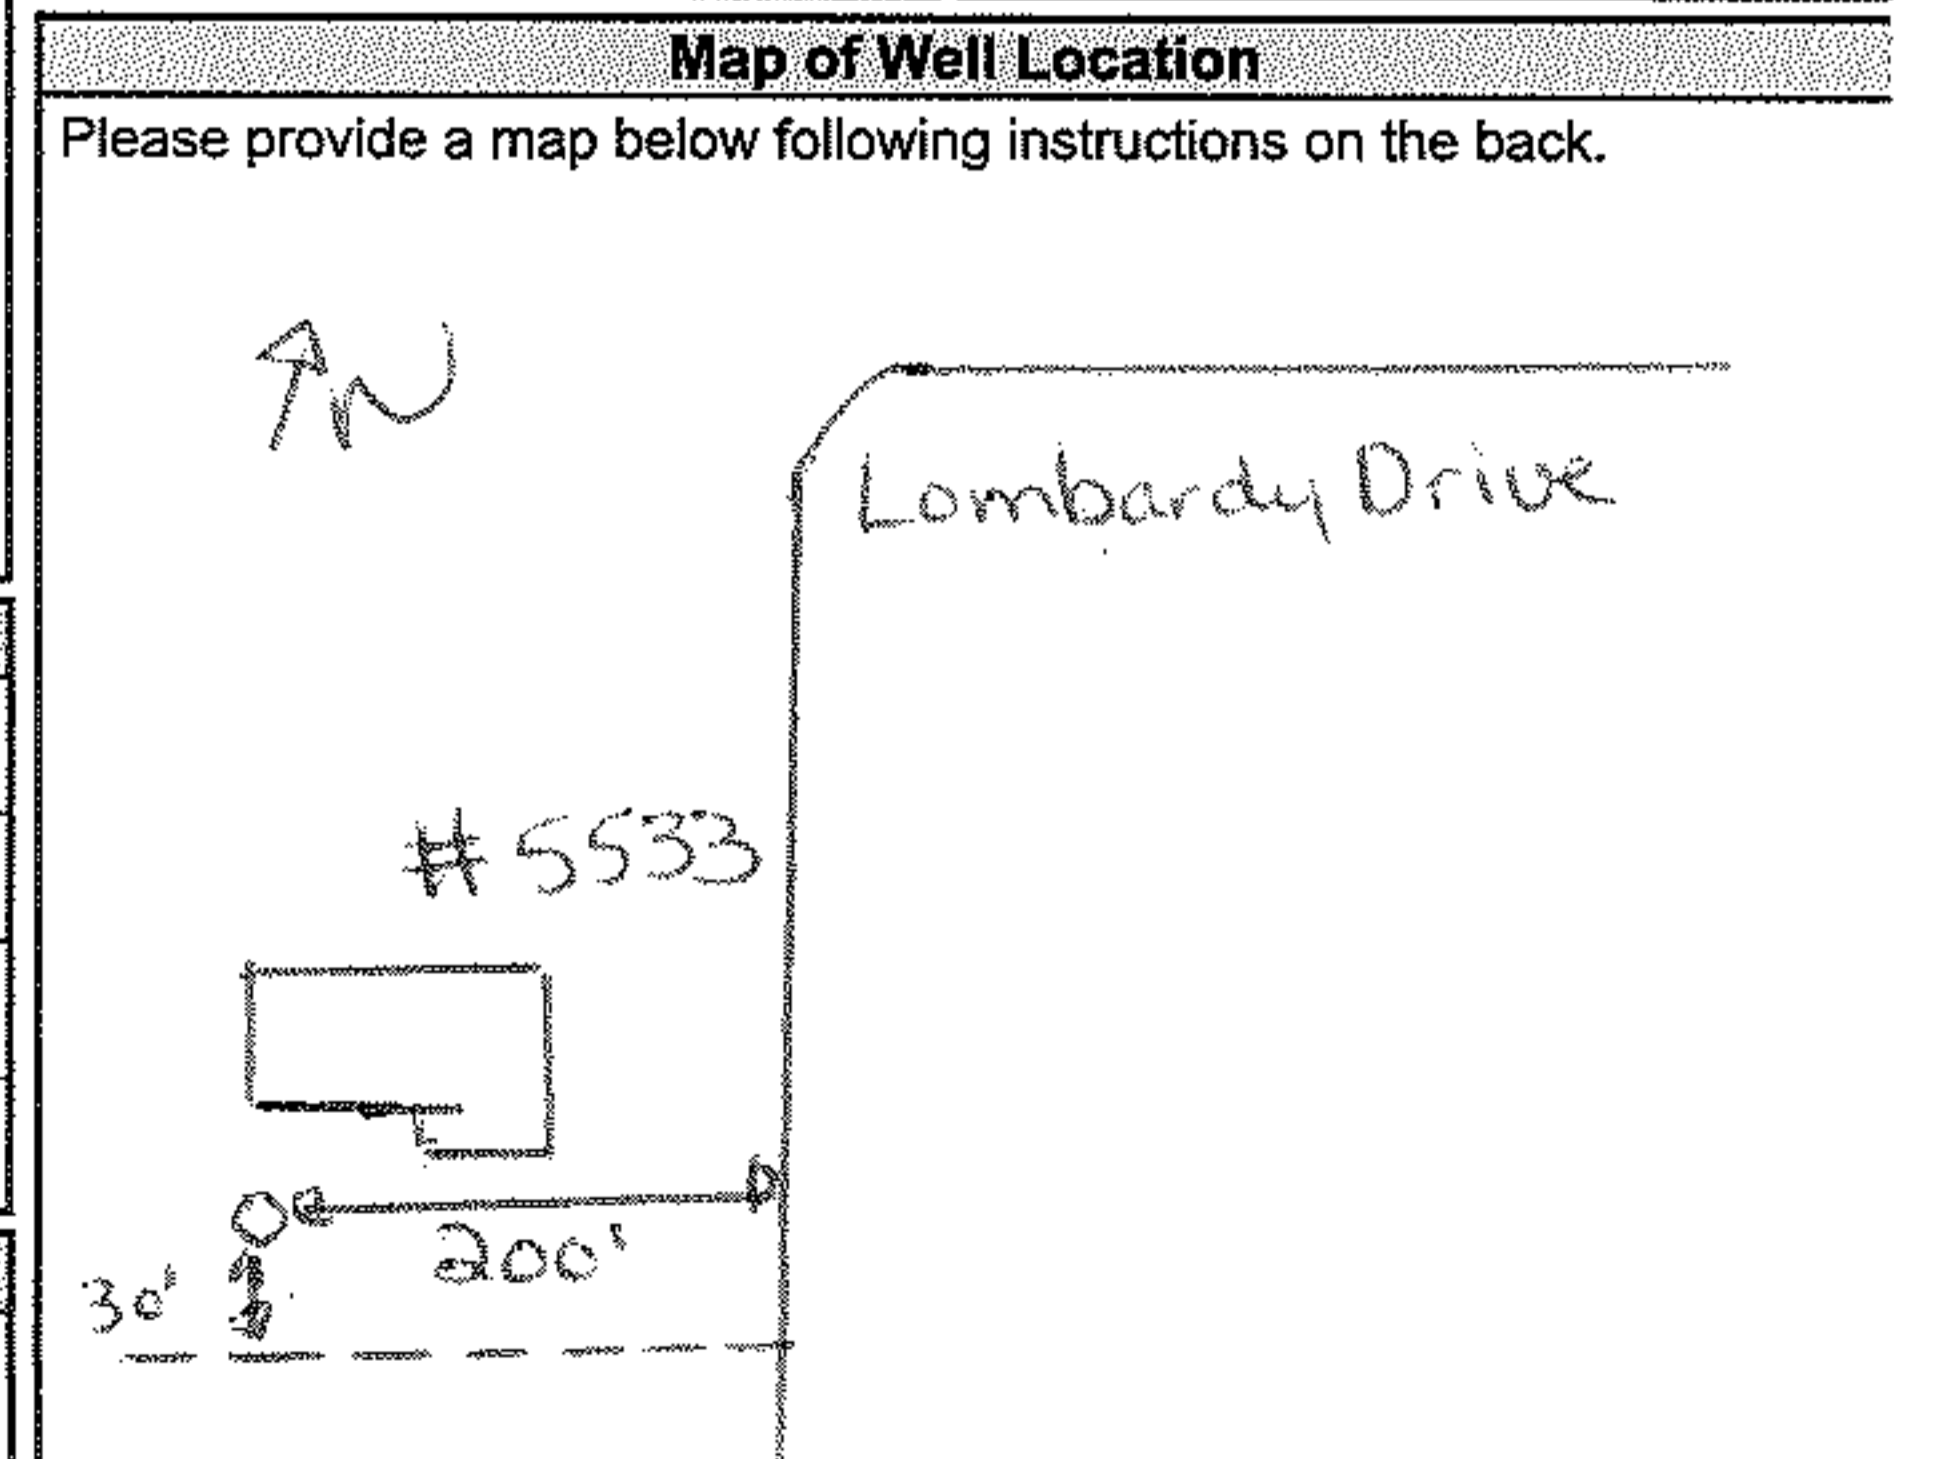 Map of Well Location
Please provide a map below following instructions on the back.
N
Lombardy Drive
# 5533
200'
30'